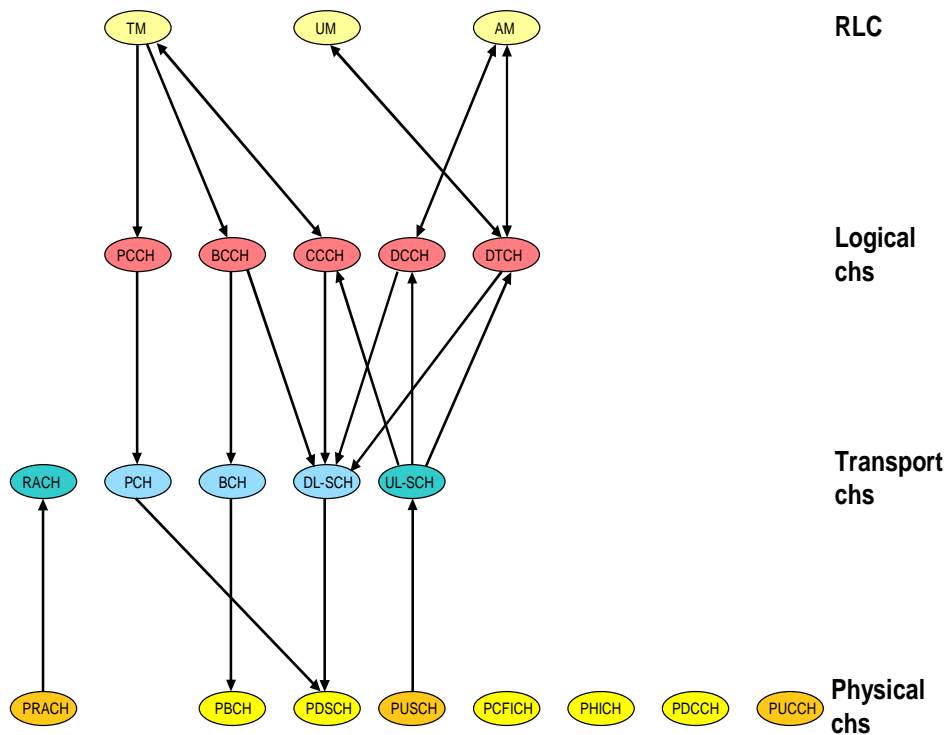 TM
UM
AM
RLC
PCCH
BCCH
CCCH
DCCH
DTCH
Logical
chs
RACH
PCH
BCH
DL-SCH
UL-SCH
Transport
chs
PRACH
PBCH
PDSCH
PUSCH
PCFICH
PHICH
PDCCH
PUCCH
Physical
chs